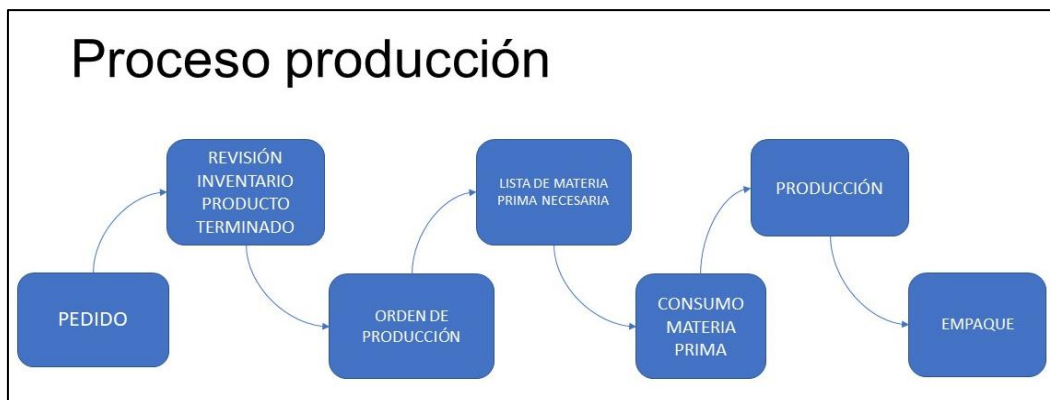 Proceso producción
PEDIDO
REVISIÓN
INVENTARIO
PRODUCTO
TERMINADO
ORDEN DE
PRODUCCIÓN
LISTA DE MATERIA
PRIMA NECESARIA
CONSUMO
MATERIA
PRIMA
PRODUCCIÓN
EMPAQUE